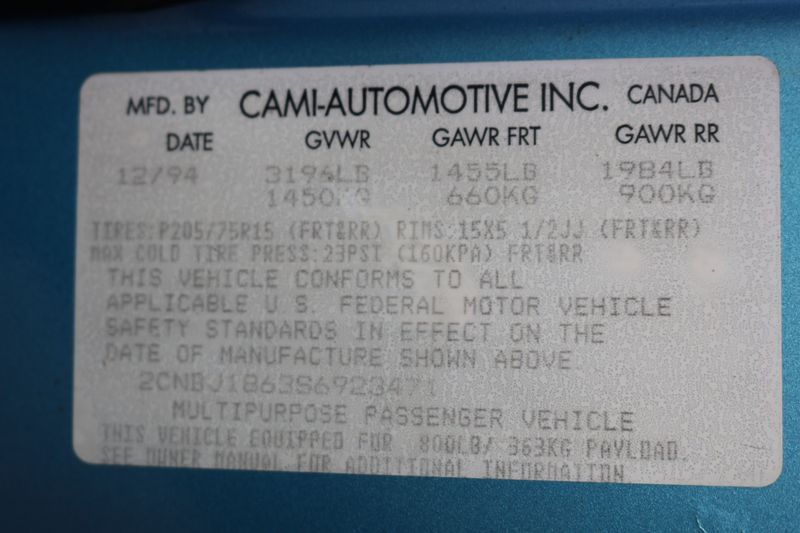 MFD. BY CAMI-AUTOMOTIVE INC. CANADA
DATE GVWR GAWR FRT GAWR RR
12/94 3196LB 1455LB 1984LB
1450KG 660KG 900KG
TIRES:P205/75R15 (FRT&RR) RIMS:15X5 1/2JJ (FRT&RR)
MAX COLD TIRE PRESS:23PSI (160KPA) FRT&RR
THIS VEHICLE CONFORMS TO ALL
APPLICABLE U.S. FEDERAL MOTOR VEHICLE
SAFETY STANDARDS IN EFFECT ON THE
DATE OF MANUFACTURE SHOWN ABOVE
2CNBJ1863S6923471
MULTIPURPOSE PASSENGER VEHICLE
THIS VEHICLE EQUIPPED FOR 800LB/ 363KG PAYLOAD.
SEE OWNER MANUAL FOR ADDITIONAL INFORMATION